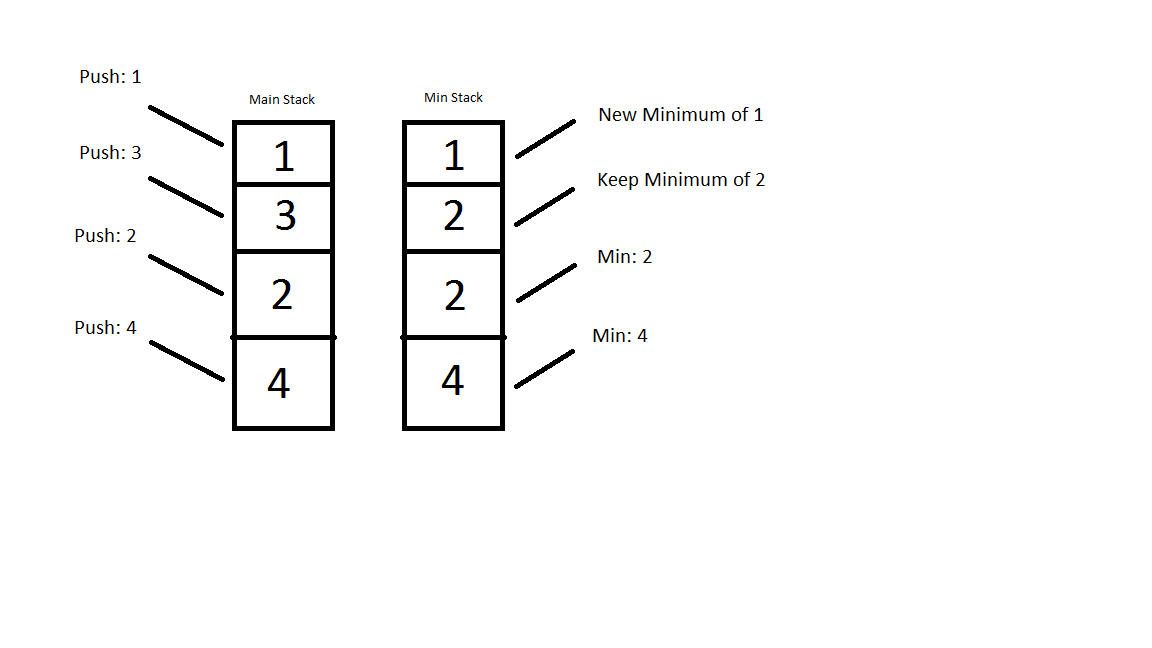 Push: 1
Main Stack
Min Stack
New Minimum of 1
Push: 3
1
1
Keep Minimum of 2
3
2
Push: 2
Min: 2
2
2
Push: 4
Min: 4
4
4